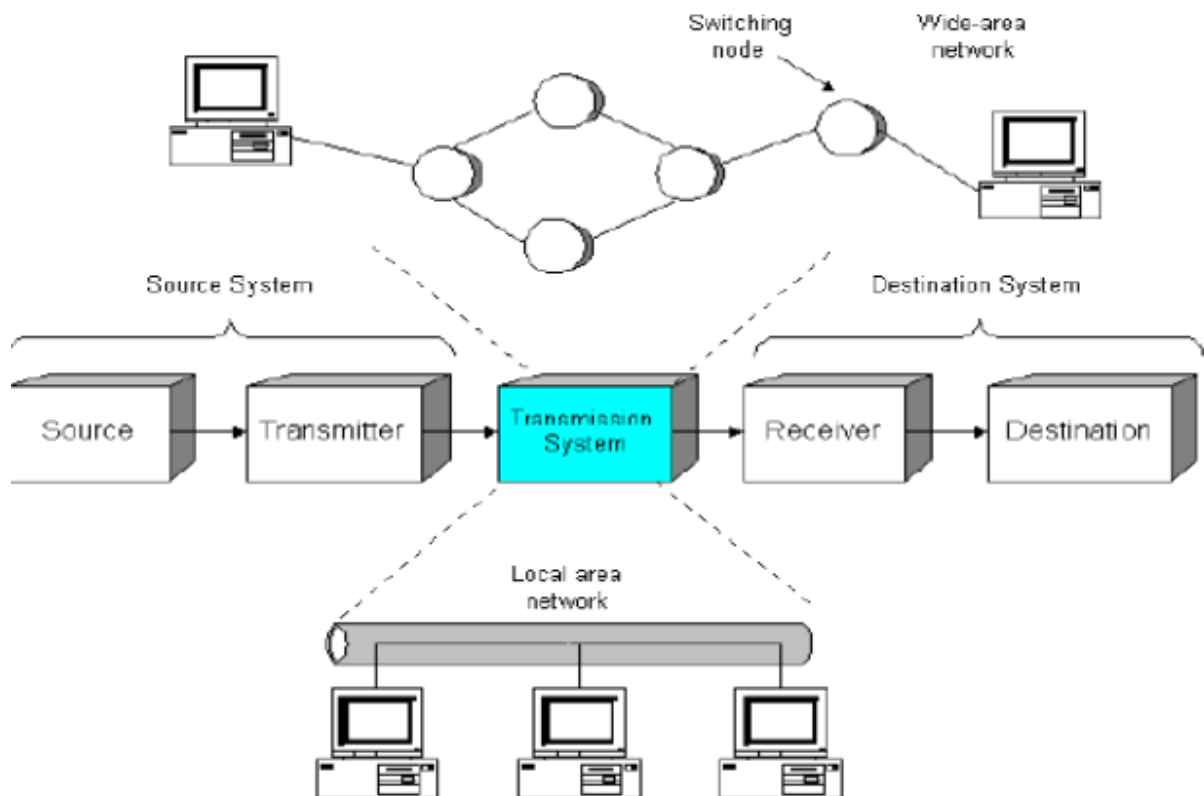 Switching
node
Wide-area
network
Source System
Destination System
Source
Transmitter
Transmission
System
Receiver
Destination
Local area
network